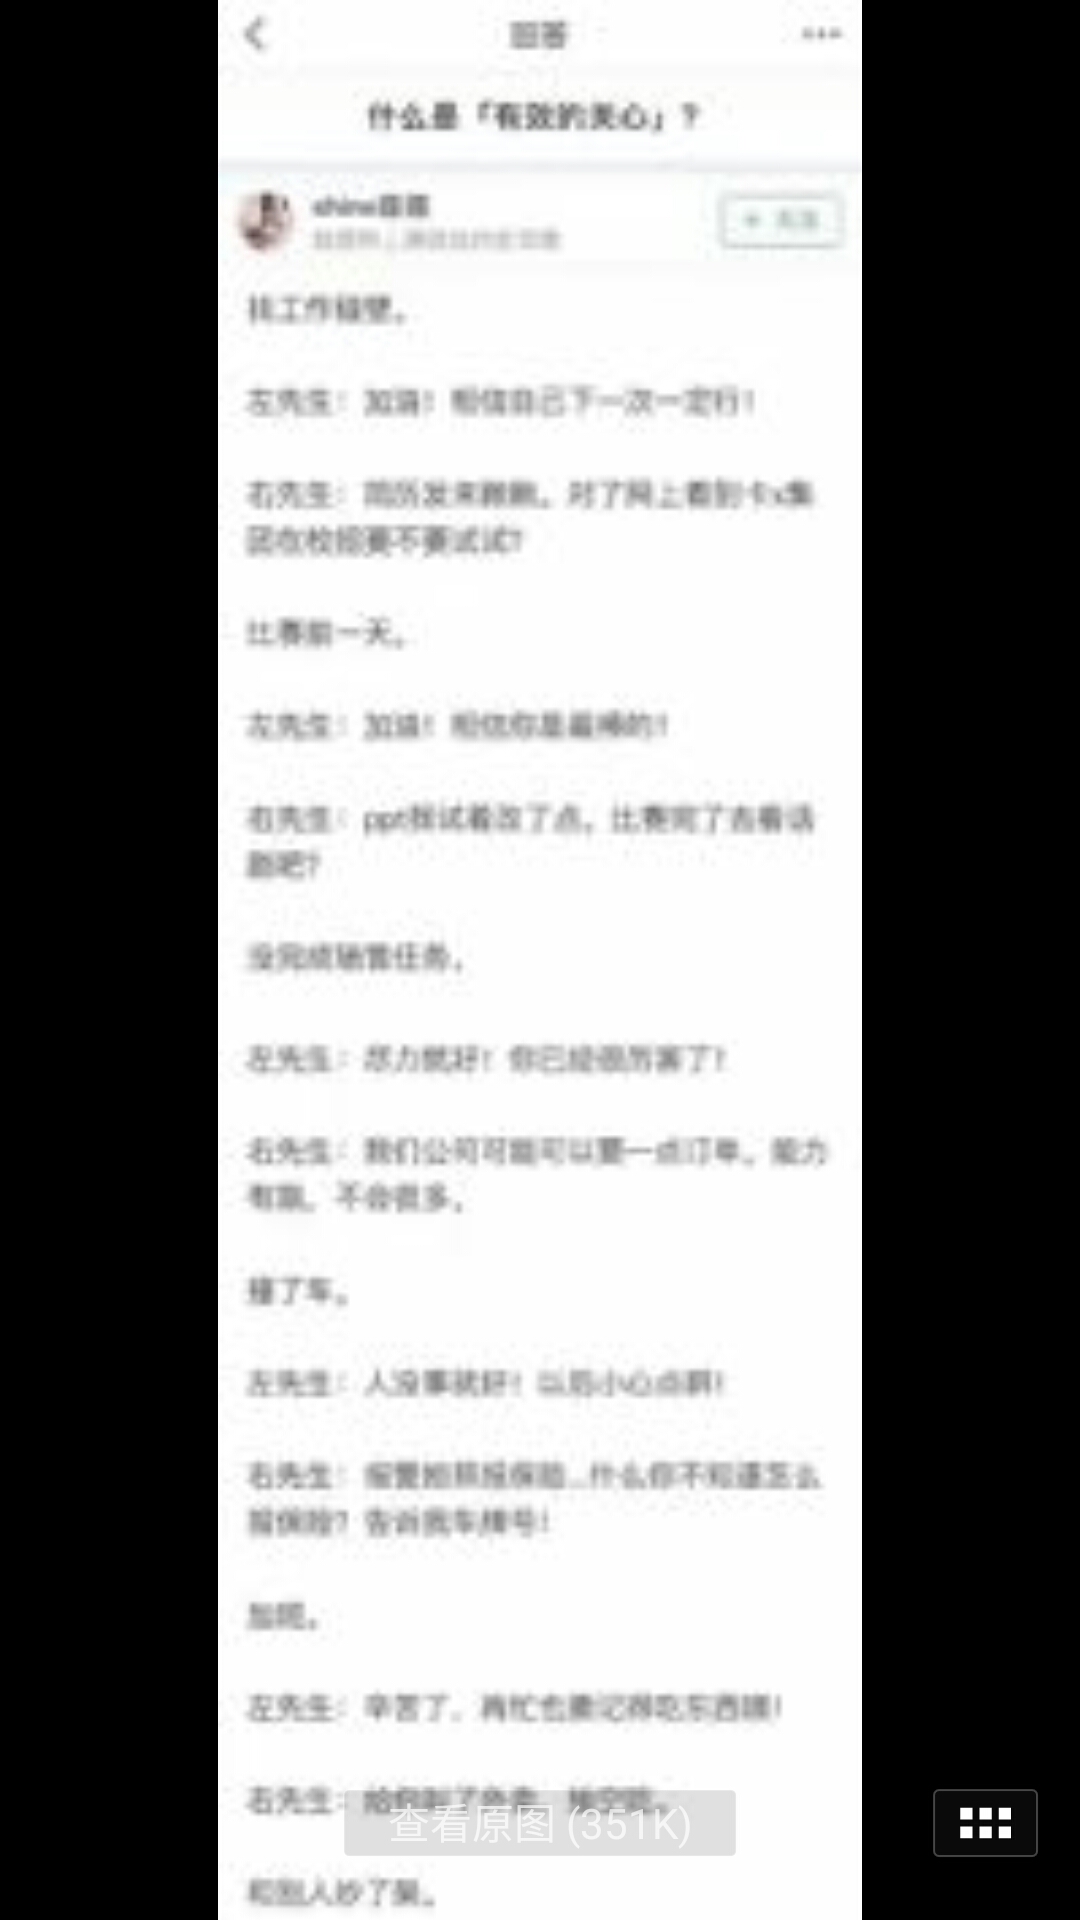 回答
什么是「有效的关心」？
找工作碰壁。
左先生：加油！相信自己下一次一定行！
右先生：简历发来瞅瞅，对了网上看到卡x集
团在校招要不要试试？
比赛前一天。
左先生：加油！相信你是最棒的！
右先生：ppt我试着改了点，比赛完了去看话
剧吧？
没完成销售任务。
左先生：尽力就好！你已经很厉害了！
右先生：我们公司可能可以要一点订单，能力
有限，不会很多。
撞了车。
左先生：人没事就好！以后小心点啊！
右先生：报警拍照报保险...什么你不知道怎么
报保险？告诉我车牌号！
加班。
左先生：辛苦了，再忙也要记得吃东西噢！
右先生：给你叫了外卖，
查看原图 (351K)
和别人吵了架。